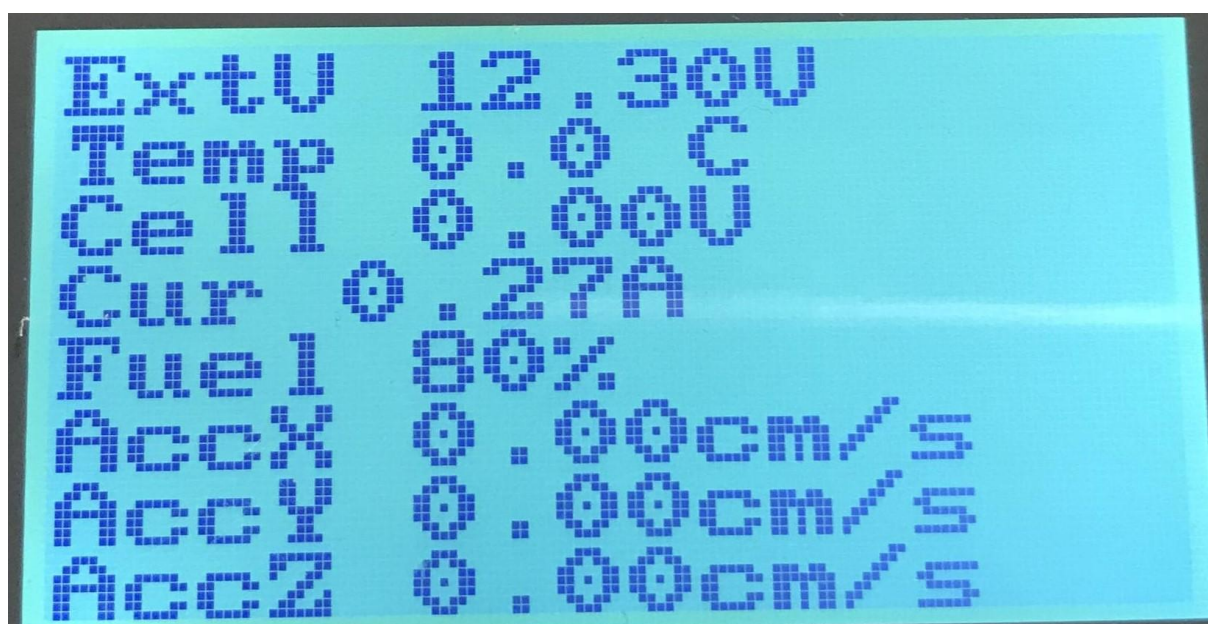 ExtV 12.30V
Temp 0.0 C
Cell 0.00V
Cur 0.27A
Fuel 80%
AccX 0.00cm/s
AccY 0.00cm/s
AccZ 0.00cm/s